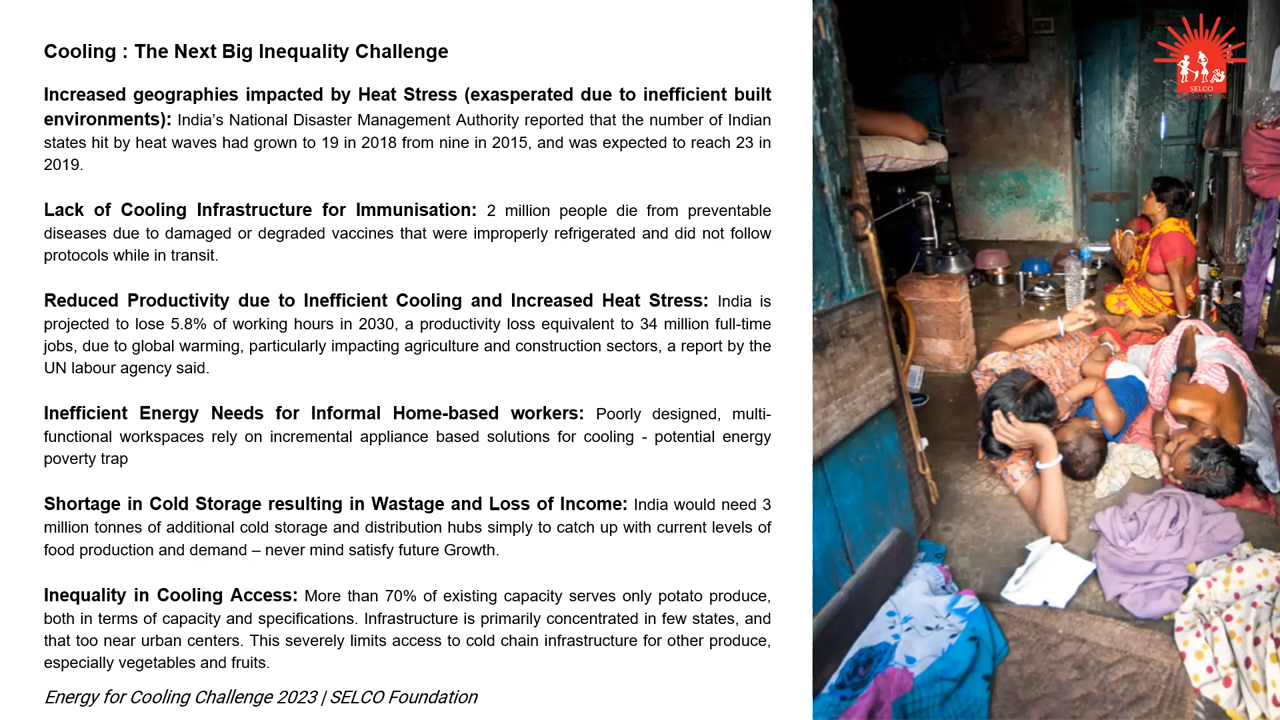 Cooling : The Next Big Inequality Challenge
Increased geographies impacted by Heat Stress (exasperated due to inefficient built
environments): India’s National Disaster Management Authority reported that the number of Indian
states hit by heat waves had grown to 19 in 2018 from nine in 2015, and was expected to reach 23 in
2019.
Lack of Cooling Infrastructure for Immunisation: 2 million people die from preventable
diseases due to damaged or degraded vaccines that were improperly refrigerated and did not follow
protocols while in transit.
Reduced Productivity due to Inefficient Cooling and Increased Heat Stress: India is
projected to lose 5.8% of working hours in 2030, a productivity loss equivalent to 34 million full-time
jobs, due to global warming, particularly impacting agriculture and construction sectors, a report by the
UN labour agency said.
Inefficient Energy Needs for Informal Home-based workers: Poorly designed, multi-
functional workspaces rely on incremental appliance based solutions for cooling - potential energy
poverty trap
Shortage in Cold Storage resulting in Wastage and Loss of Income: India would need 3
million tonnes of additional cold storage and distribution hubs simply to catch up with current levels of
food production and demand – never mind satisfy future Growth.
Inequality in Cooling Access: More than 70% of existing capacity serves only potato produce,
both in terms of capacity and specifications. Infrastructure is primarily concentrated in few states, and
that too near urban centers. This severely limits access to cold chain infrastructure for other produce,
especially vegetables and fruits.
Energy for Cooling Challenge 2023 | SELCO Foundation
SELCO
FOUNDATION